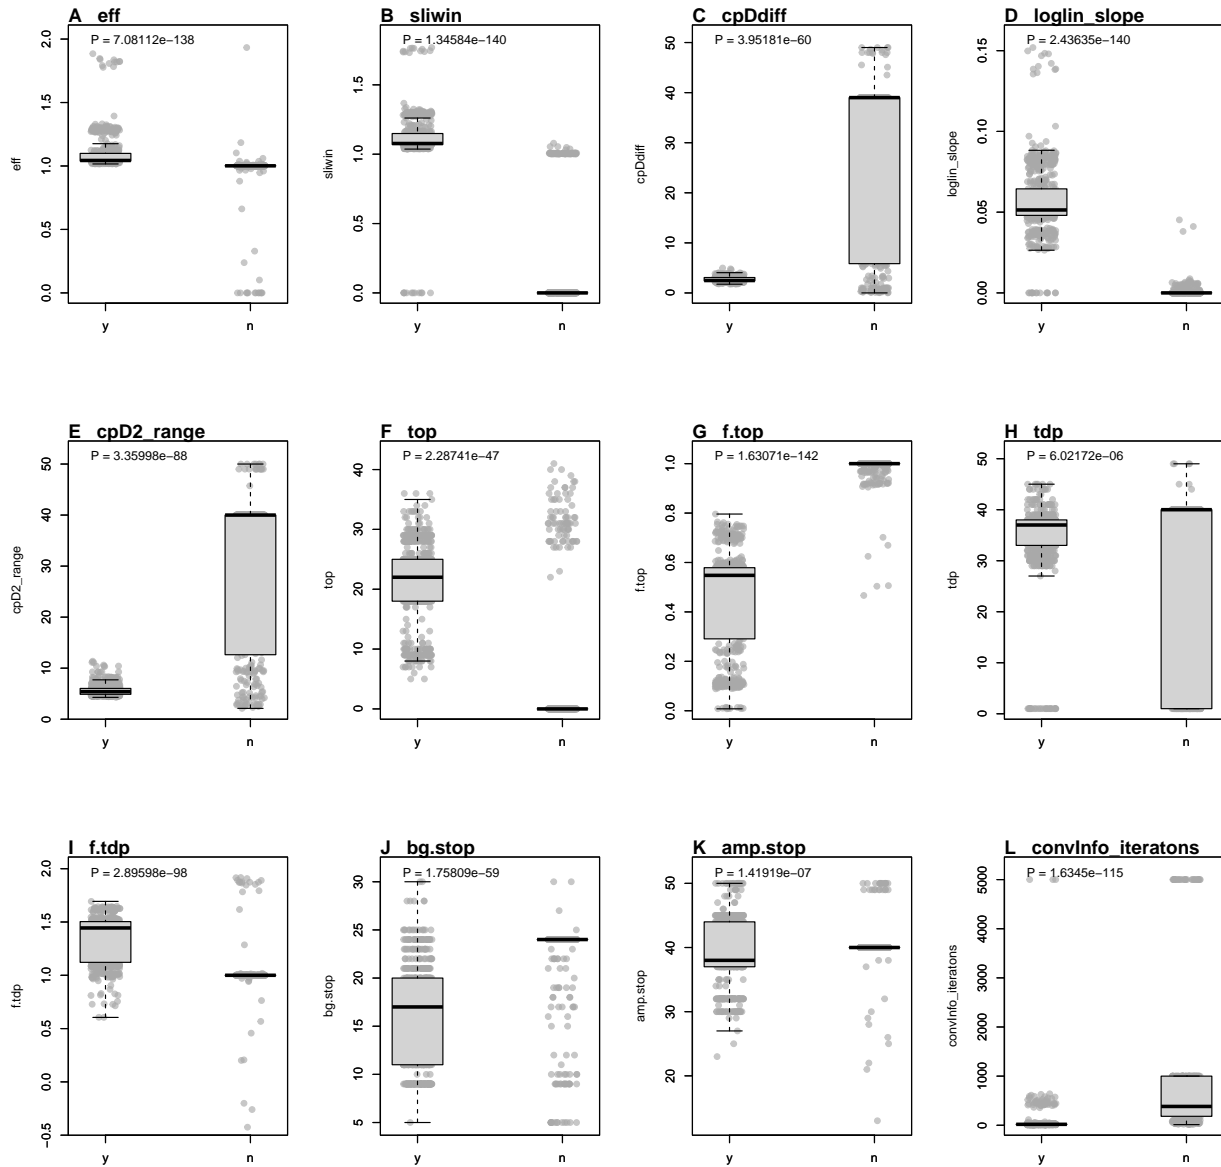 A eff
P = 7.08112e−138
2.0
1.5
1.0
0.5
0.0
eff
y n
B sliwin
P = 1.34584e−140
1.5
1.0
0.5
0.0
sliwin
y n
C cpDdiff
P = 3.95181e−60
50
40
30
20
10
0
cpDdiff
y n
D loglin_slope
P = 2.43635e−140
0.15
0.10
0.05
0.00
loglin_slope
y n
E cpD2_range
P = 3.35998e−88
50
40
30
20
10
0
cpD2_range
y n
F top
P = 2.28741e−47
40
30
20
10
0
top
y n
G f.top
P = 1.63071e−142
1.0
0.8
0.6
0.4
0.2
0.0
f.top
y n
H tdp
P = 6.02172e−06
50
40
30
20
10
0
tdp
y n
I f.tdp
P = 2.89598e−98
2.0
1.5
1.0
0.5
0.0
−0.5
f.tdp
y n
J bg.stop
P = 1.75809e−59
30
25
20
15
10
5
bg.stop
y n
K amp.stop
P = 1.41919e−07
50
40
30
20
amp.stop
y n
L convInfo_iteratons
P = 1.6345e−115
5000
4000
3000
2000
1000
0
convInfo_iteratons
y n